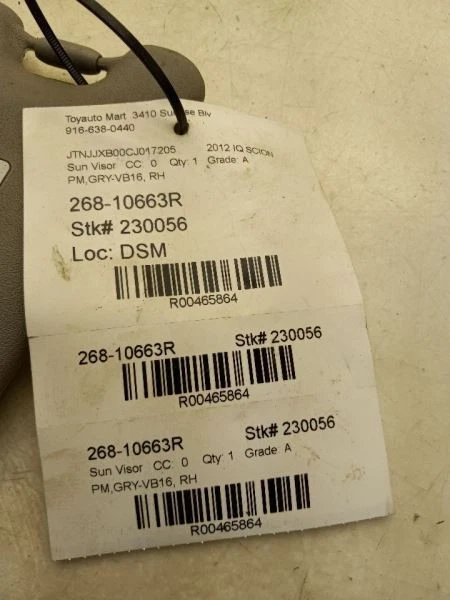 Toyauto Mart 3410 Sunrise Blv
916-638-0440
JTNJJXB00CJ017205 2012 IQ SCION
Sun Visor CC: 0 Qty: 1 Grade: A
PM,GRY-VB16, RH
268-10663R
Stk# 230056
Loc: DSM
R00465864
268-10663R Stk# 230056
R00465864
268-10663R Stk# 230056
Sun Visor CC: 0 Qty: 1 Grade: A
PM,GRY-VB16, RH
R00465864